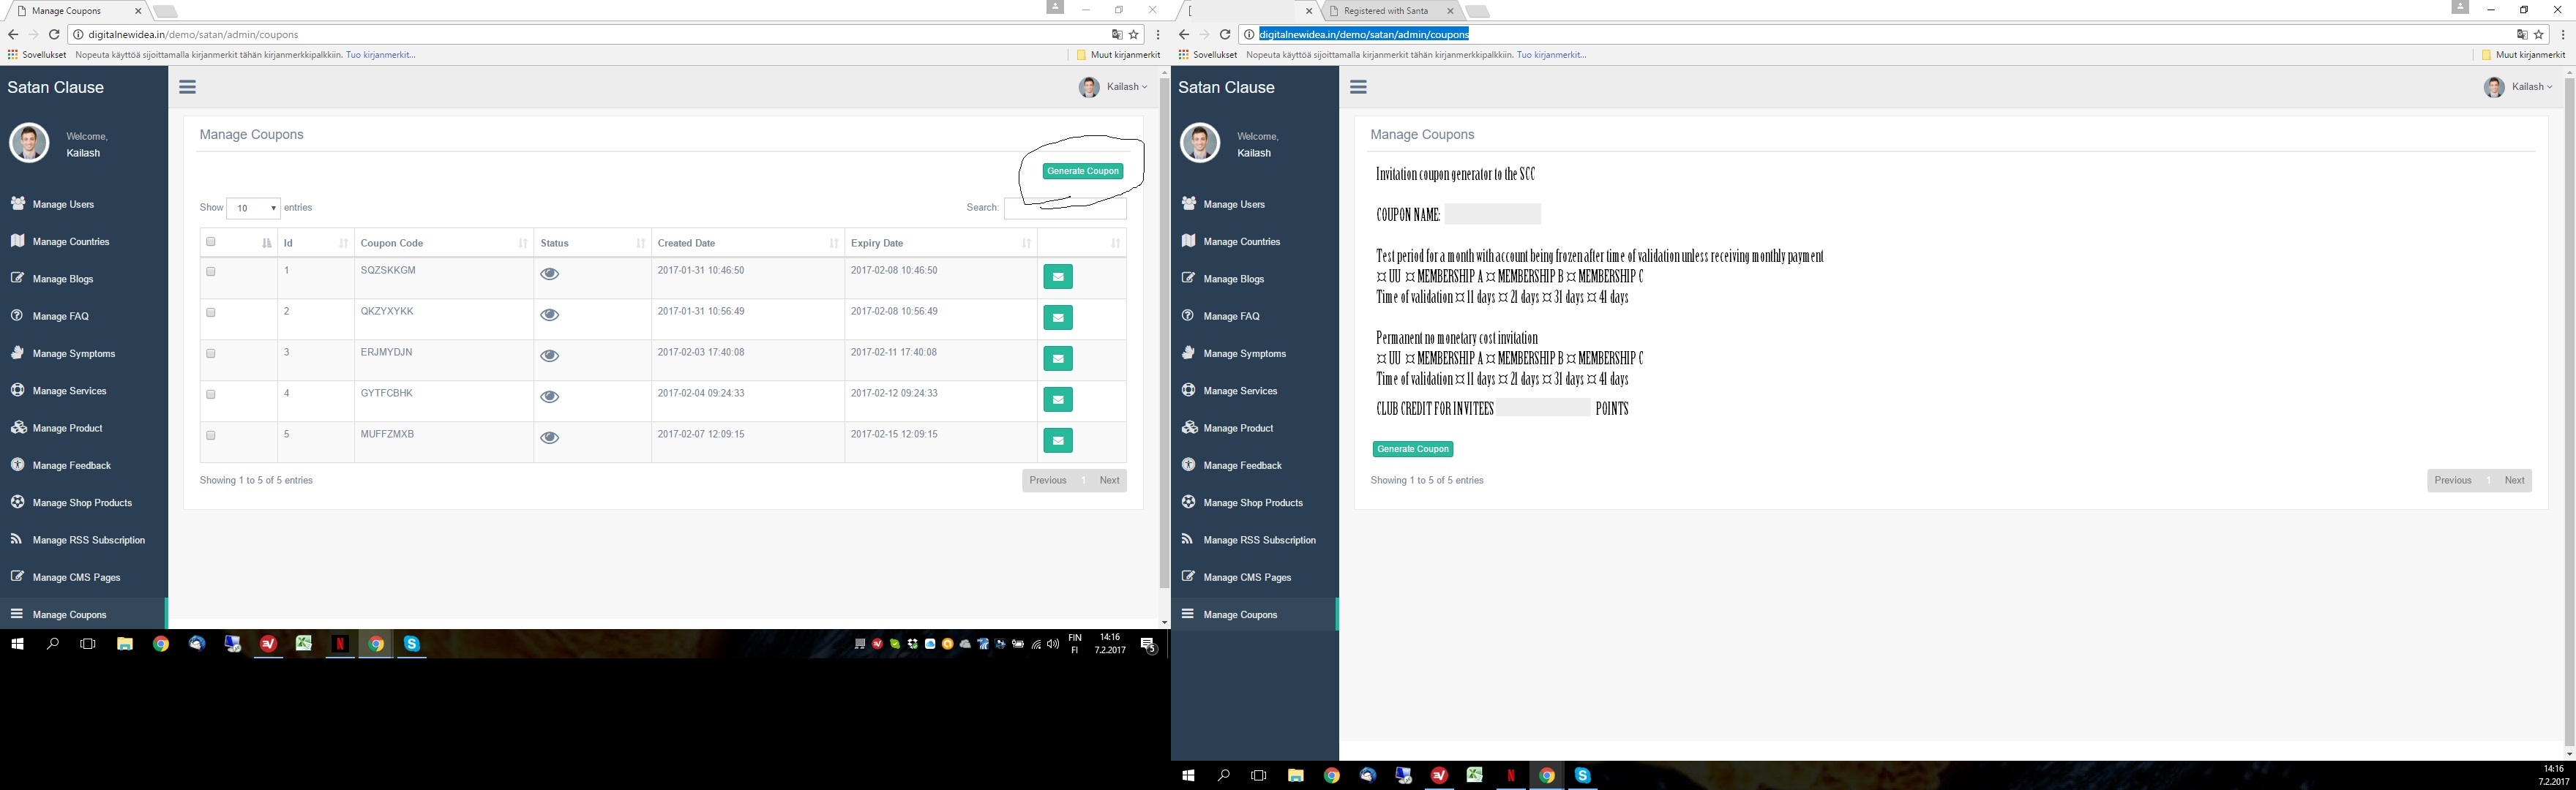 Manage Coupons
digitalnewidea.in/demo/satan/admin/coupons
Sovellukset Nopeuta käyttöä sijoittamalla kirjanmerkit tähän kirjanmerkkipalkkiin. Tuo kirjanmerkit... Muut kirjanmerkit
Satan Clause
Kailash
Welcome,
Kailash
Manage Users
Manage Countries
Manage Blogs
Manage FAQ
Manage Symptoms
Manage Services
Manage Product
Manage Feedback
Manage Shop Products
Manage RSS Subscription
Manage CMS Pages
Manage Coupons
Manage Coupons
Generate Coupon
Show 10 entries Search:
Id Coupon Code Status Created Date Expiry Date
1 SQZSKKGM 2017-01-31 10:46:50 2017-02-08 10:46:50
2 QKZYXYKK 2017-01-31 10:56:49 2017-02-08 10:56:49
3 ERJMYDJN 2017-02-03 17:40:08 2017-02-11 17:40:08
4 GYTFCBHK 2017-02-04 09:24:33 2017-02-12 09:24:33
5 MUFFZMXB 2017-02-07 12:09:15 2017-02-15 12:09:15
Showing 1 to 5 of 5 entries Previous 1 Next
FIN 14:16
FI 7.2.2017 5
[ Registered with Santa
digitalnewidea.in/demo/satan/admin/coupons
Sovellukset Nopeuta käyttöä sijoittamalla kirjanmerkit tähän kirjanmerkkipalkkiin. Tuo kirjanmerkit... Muut kirjanmerkit
Satan Clause
Kailash
Welcome,
Kailash
Manage Users
Manage Countries
Manage Blogs
Manage FAQ
Manage Symptoms
Manage Services
Manage Product
Manage Feedback
Manage Shop Products
Manage RSS Subscription
Manage CMS Pages
Manage Coupons
Manage Coupons
Invitation coupon generator to the SCC
COUPON NAME:
Test period for a month with account being frozen after time of validation unless receiving monthly payment
¤ UU ¤ MEMBERSHIP A ¤ MEMBERSHIP B ¤ MEMBERSHIP C
Time of validation ¤ 11 days ¤ 21 days ¤ 31 days ¤ 41 days
Permanent no monetary cost invitation
¤ UU ¤ MEMBERSHIP A ¤ MEMBERSHIP B ¤ MEMBERSHIP C
Time of validation ¤ 11 days ¤ 21 days ¤ 31 days ¤ 41 days
CLUB CREDIT FOR INVITEES POINTS
Generate Coupon
Showing 1 to 5 of 5 entries Previous 1 Next
14:16
7.2.2017